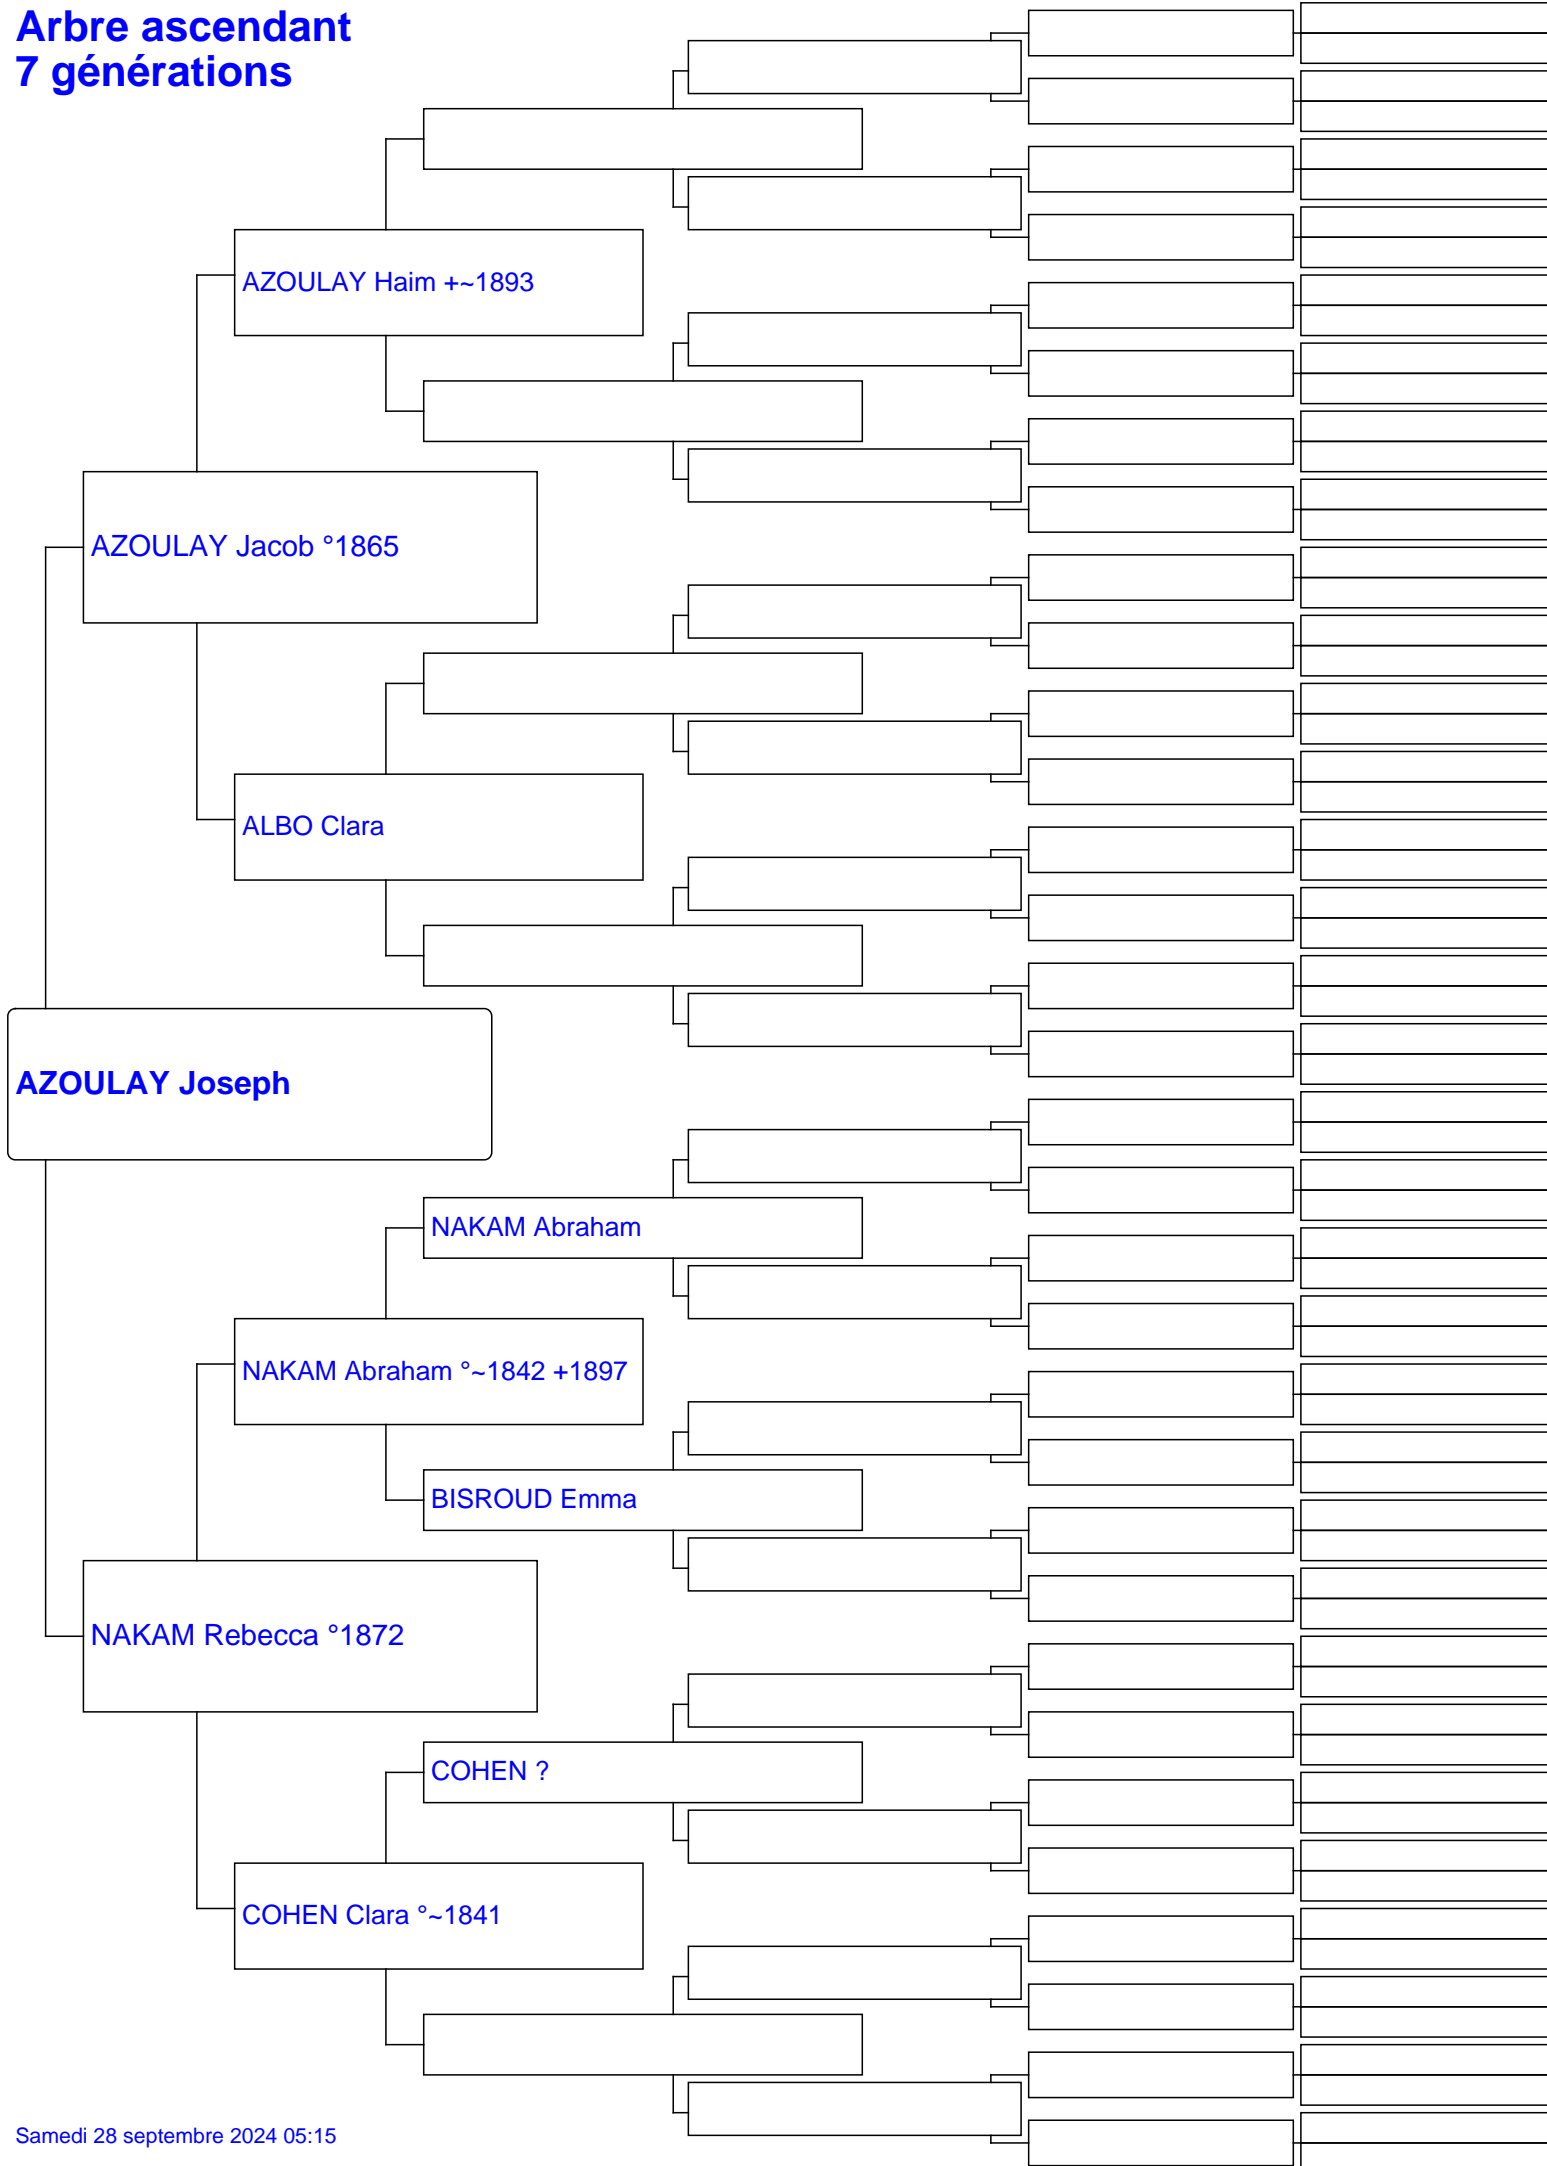 Arbre ascendant
7 générations
AZOULAY Haim +~1893
AZOULAY Jacob °1865
ALBO Clara
AZOULAY Joseph
NAKAM Abraham
NAKAM Abraham °~1842 +1897
BISROUD Emma
NAKAM Rebecca °1872
COHEN ?
COHEN Clara °~1841
Samedi 28 septembre 2024 05:15